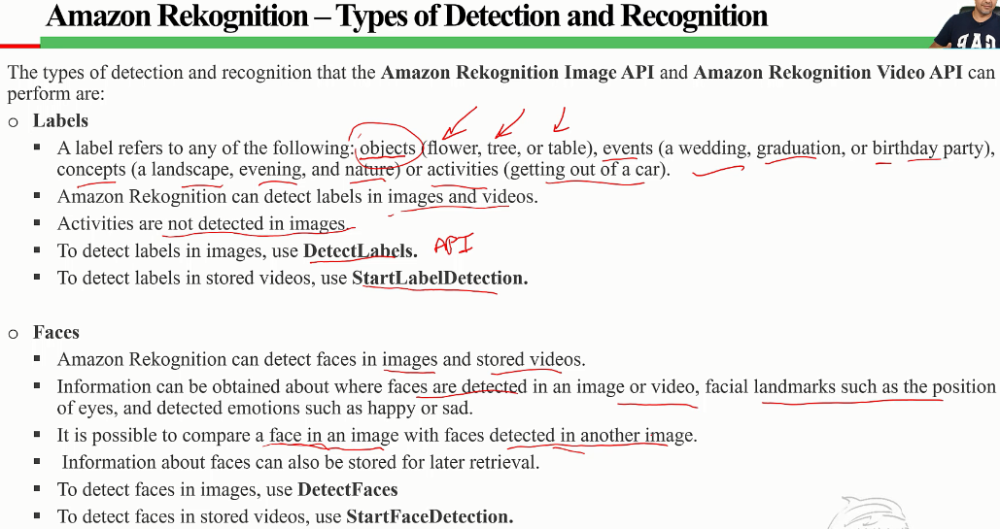 Amazon Rekognition – Types of Detection and Recognition
GAP
The types of detection and recognition that the Amazon Rekognition Image API and Amazon Rekognition Video API can
perform are:
o Labels
▪ A label refers to any of the following: objects (flower, tree, or table), events (a wedding, graduation, or birthday party),
concepts (a landscape, evening, and nature) or activities (getting out of a car).
▪ Amazon Rekognition can detect labels in images and videos.
▪ Activities are not detected in images.
▪ To detect labels in images, use DetectLabels. API
▪ To detect labels in stored videos, use StartLabelDetection.
o Faces
▪ Amazon Rekognition can detect faces in images and stored videos.
▪ Information can be obtained about where faces are detected in an image or video, facial landmarks such as the position
of eyes, and detected emotions such as happy or sad.
▪ It is possible to compare a face in an image with faces detected in another image.
▪ Information about faces can also be stored for later retrieval.
▪ To detect faces in images, use DetectFaces
▪ To detect faces in stored videos, use StartFaceDetection.